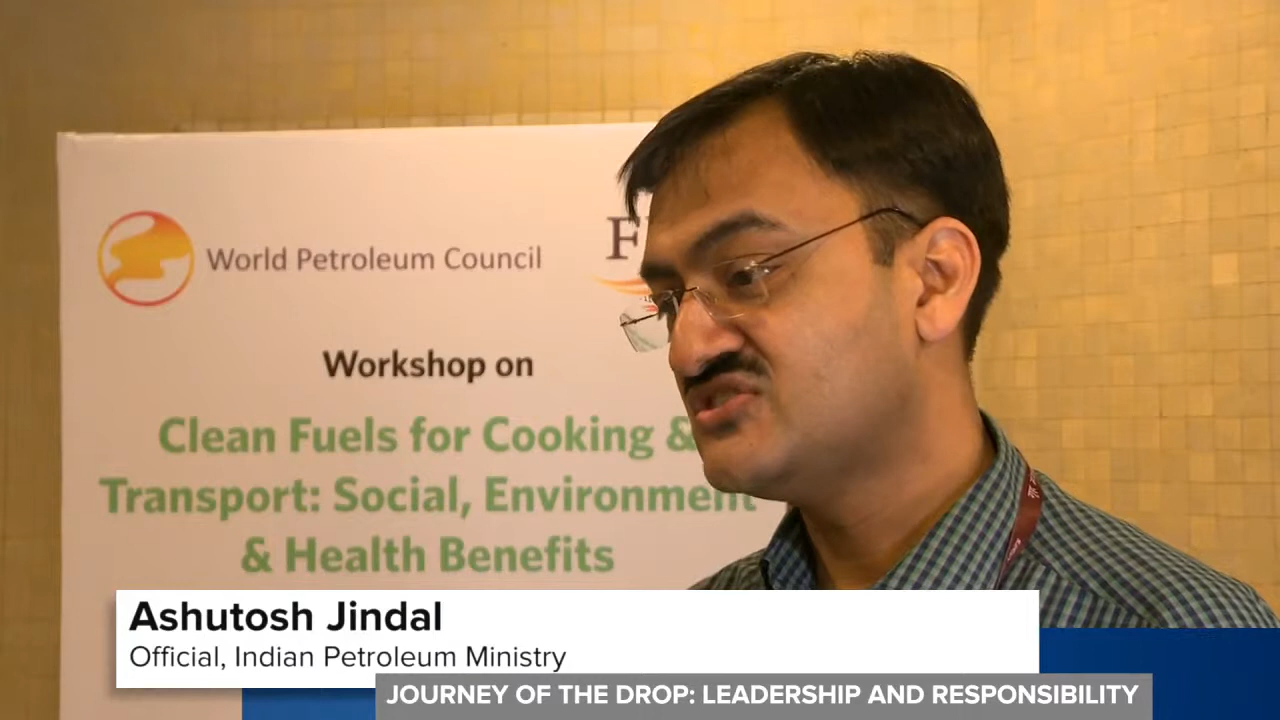 World Petroleum Council
Workshop on
Clean Fuels for Cooking &
Transport: Social, Environment
& Health Benefits
Ashutosh Jindal
Official, Indian Petroleum Ministry
JOURNEY OF THE DROP: LEADERSHIP AND RESPONSIBILITY